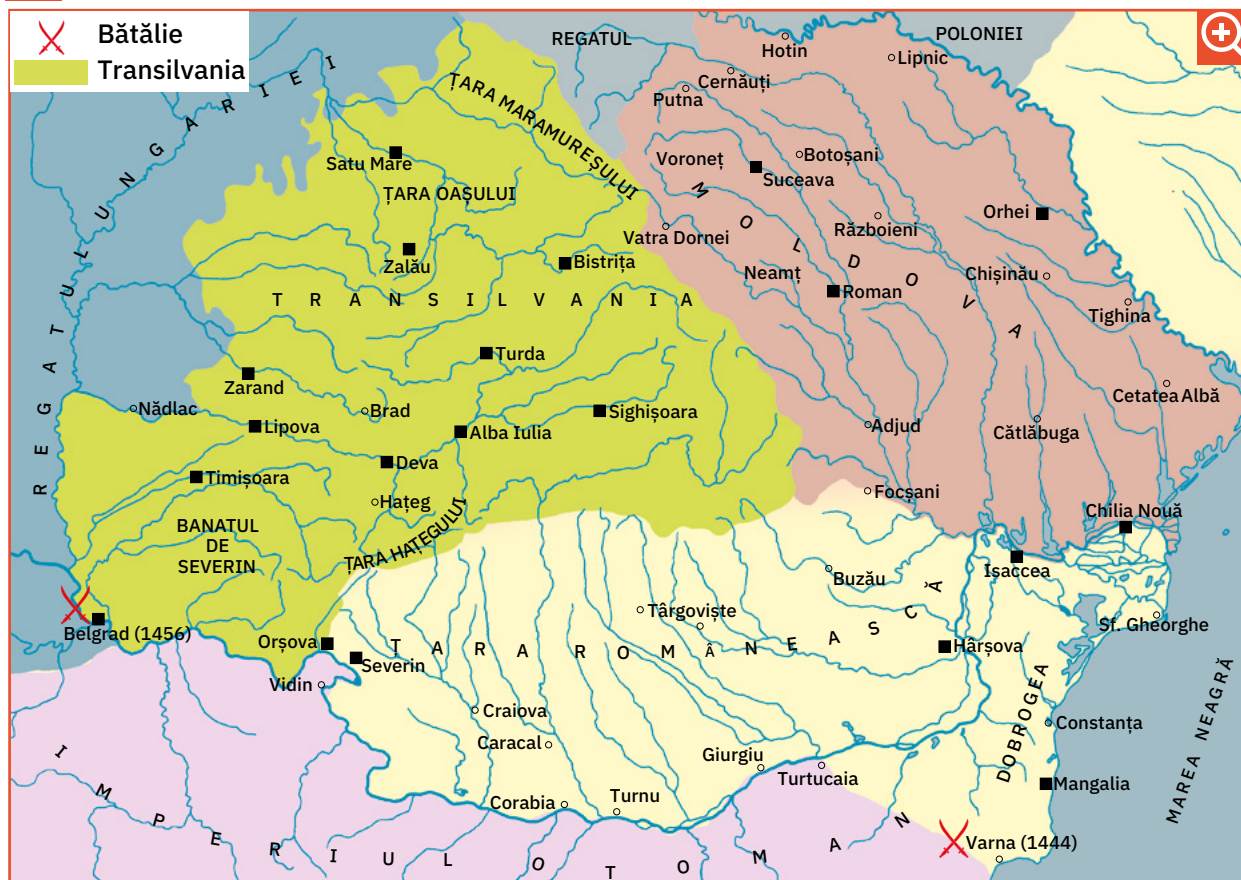 Bătălie
Transilvania
REGATUL
POLONIEI
REGATUL UNGARIEI
ȚARA MARAMUREȘULUI
Hotin
Lipnic
Cernăuți
Putna
Satu Mare
ȚARA OAȘULUI
Voroneț
Botoșani
Suceava
MOLDOVA
Orhei
Războieni
Vatra Dornei
Zalău
Bistrița
Neamț
Chișinău
Roman
TRANSILVANIA
Tighina
Turda
Zarand
Cetatea Albă
Nădlac
Brad
Sighișoara
Lipova
Alba Iulia
Adjud
Cătlăbuga
Deva
Timișoara
Hațeg
Focșani
Chilia Nouă
BANATUL
DE
SEVERIN
ȚARA HAȚEGULUI
Isaccea
Buzău
Târgoviște
Sf. Gheorghe
Belgrad (1456)
Orșova
Severin
ȚARA ROMÂNEASCĂ
Hârșova
Vidin
Craiova
DOBROGEA
Constanța
MAREA NEAGRĂ
Caracal
Giurgiu
Turtucaia
Mangalia
Corabia
Turnu
IMPERIUL OTOMAN
Varna (1444)